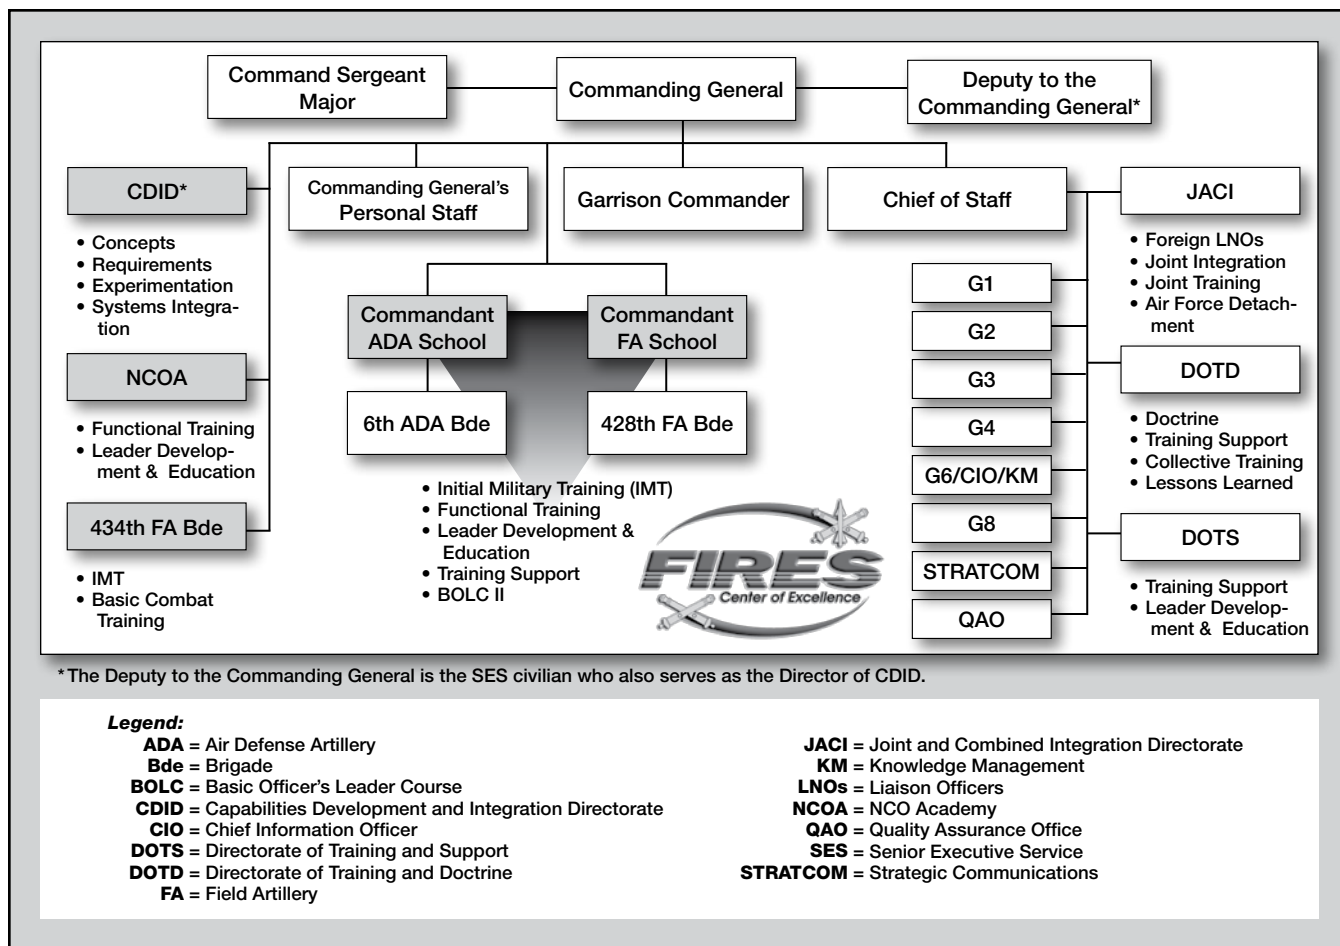 Command Sergeant
Major
Commanding General
Deputy to the
Commanding General*
CDID*
• Concepts
• Requirements
• Experimentation
• Systems Integra-
tion
NCOA
• Functional Training
• Leader Develop-
ment & Education
434th FA Bde
• IMT
• Basic Combat
Training
Commanding General's
Personal Staff
Garrison Commander
Chief of Staff
Commandant
ADA School
Commandant
FA School
6th ADA Bde
428th FA Bde
• Initial Military Training (IMT)
• Functional Training
• Leader Development &
Education
• Training Support
• BOLC II
FIRES
Center of Excellence
G1
G2
G3
G4
G6/CIO/KM
G8
STRATCOM
QAO
JACI
• Foreign LNOs
• Joint Integration
• Joint Training
• Air Force Detach-
ment
DOTD
• Doctrine
• Training Support
• Collective Training
• Lessons Learned
DOTS
• Training Support
• Leader Develop-
ment & Education
* The Deputy to the Commanding General is the SES civilian who also serves as the Director of CDID.
Legend:
ADA = Air Defense Artillery
Bde = Brigade
BOLC = Basic Officer's Leader Course
CDID = Capabilities Development and Integration Directorate
CIO = Chief Information Officer
DOTS = Directorate of Training and Support
DOTD = Directorate of Training and Doctrine
FA = Field Artillery
JACI = Joint and Combined Integration Directorate
KM = Knowledge Management
LNOs = Liaison Officers
NCOA = NCO Academy
QAO = Quality Assurance Office
SES = Senior Executive Service
STRATCOM = Strategic Communications